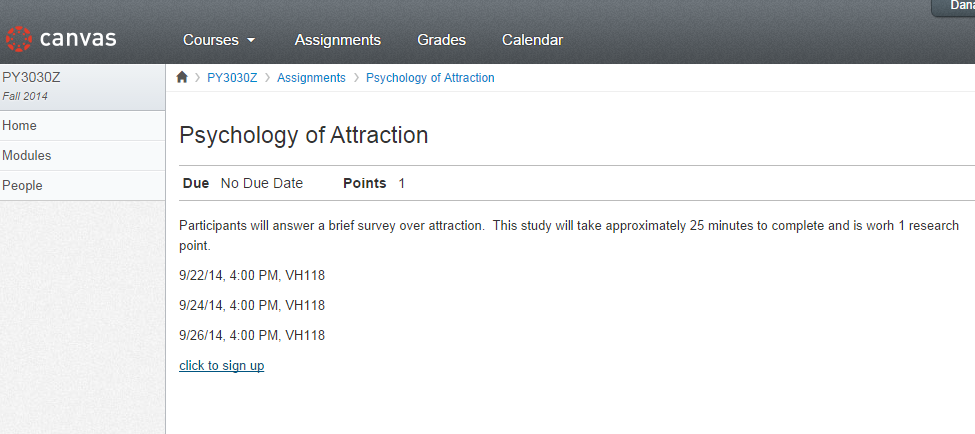 Dana
canvas
Courses
Assignments
Grades
Calendar
PY3030Z
Fall 2014
Home
Modules
People
PY3030Z > Assignments > Psychology of Attraction
Psychology of Attraction
Due No Due Date Points 1
Participants will answer a brief survey over attraction. This study will take approximately 25 minutes to complete and is worh 1 research
point.
9/22/14, 4:00 PM, VH118
9/24/14, 4:00 PM, VH118
9/26/14, 4:00 PM, VH118
click to sign up